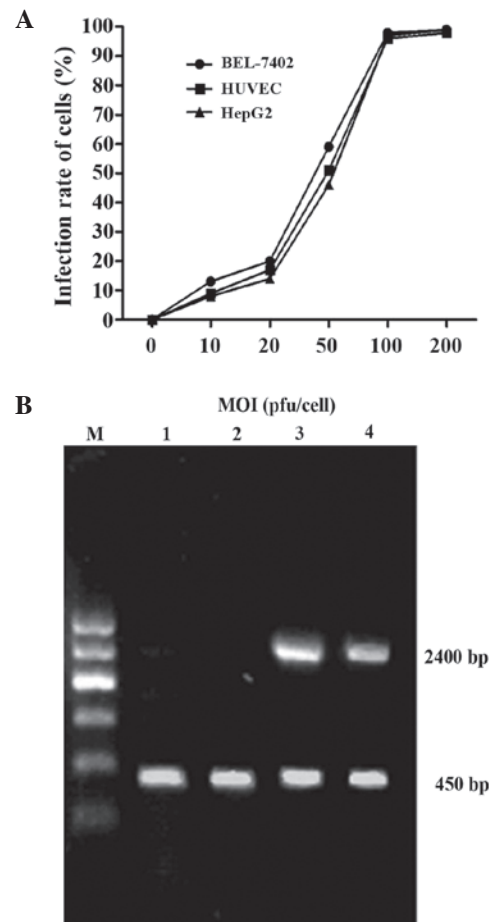 A
Infection rate of cells (%)
100
90
80
70
60
50
40
30
20
10
0
BEL-7402
HUVEC
HepG2
0 10 20 50 100 200
MOI (pfu/cell)
B
M 1 2 3 4
2400 bp
450 bp